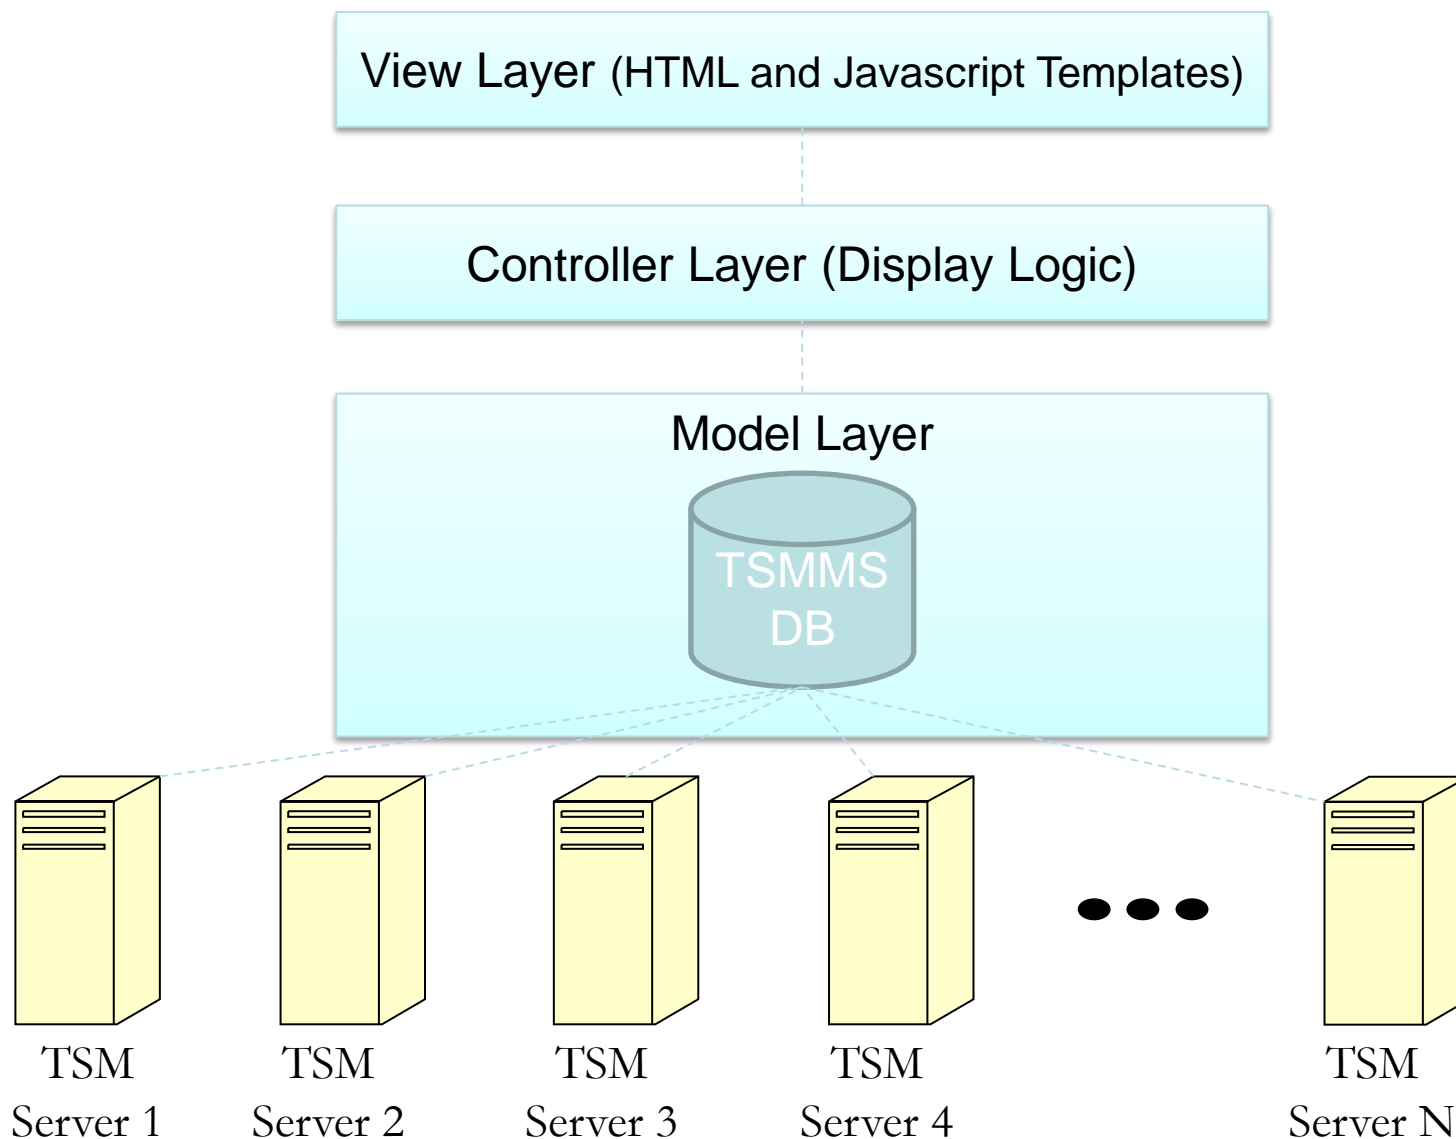 View Layer (HTML and Javascript Templates)
Controller Layer (Display Logic)
Model Layer
TSMMS
DB
TSM
Server 1
TSM
Server 2
TSM
Server 3
TSM
Server 4
TSM
Server N